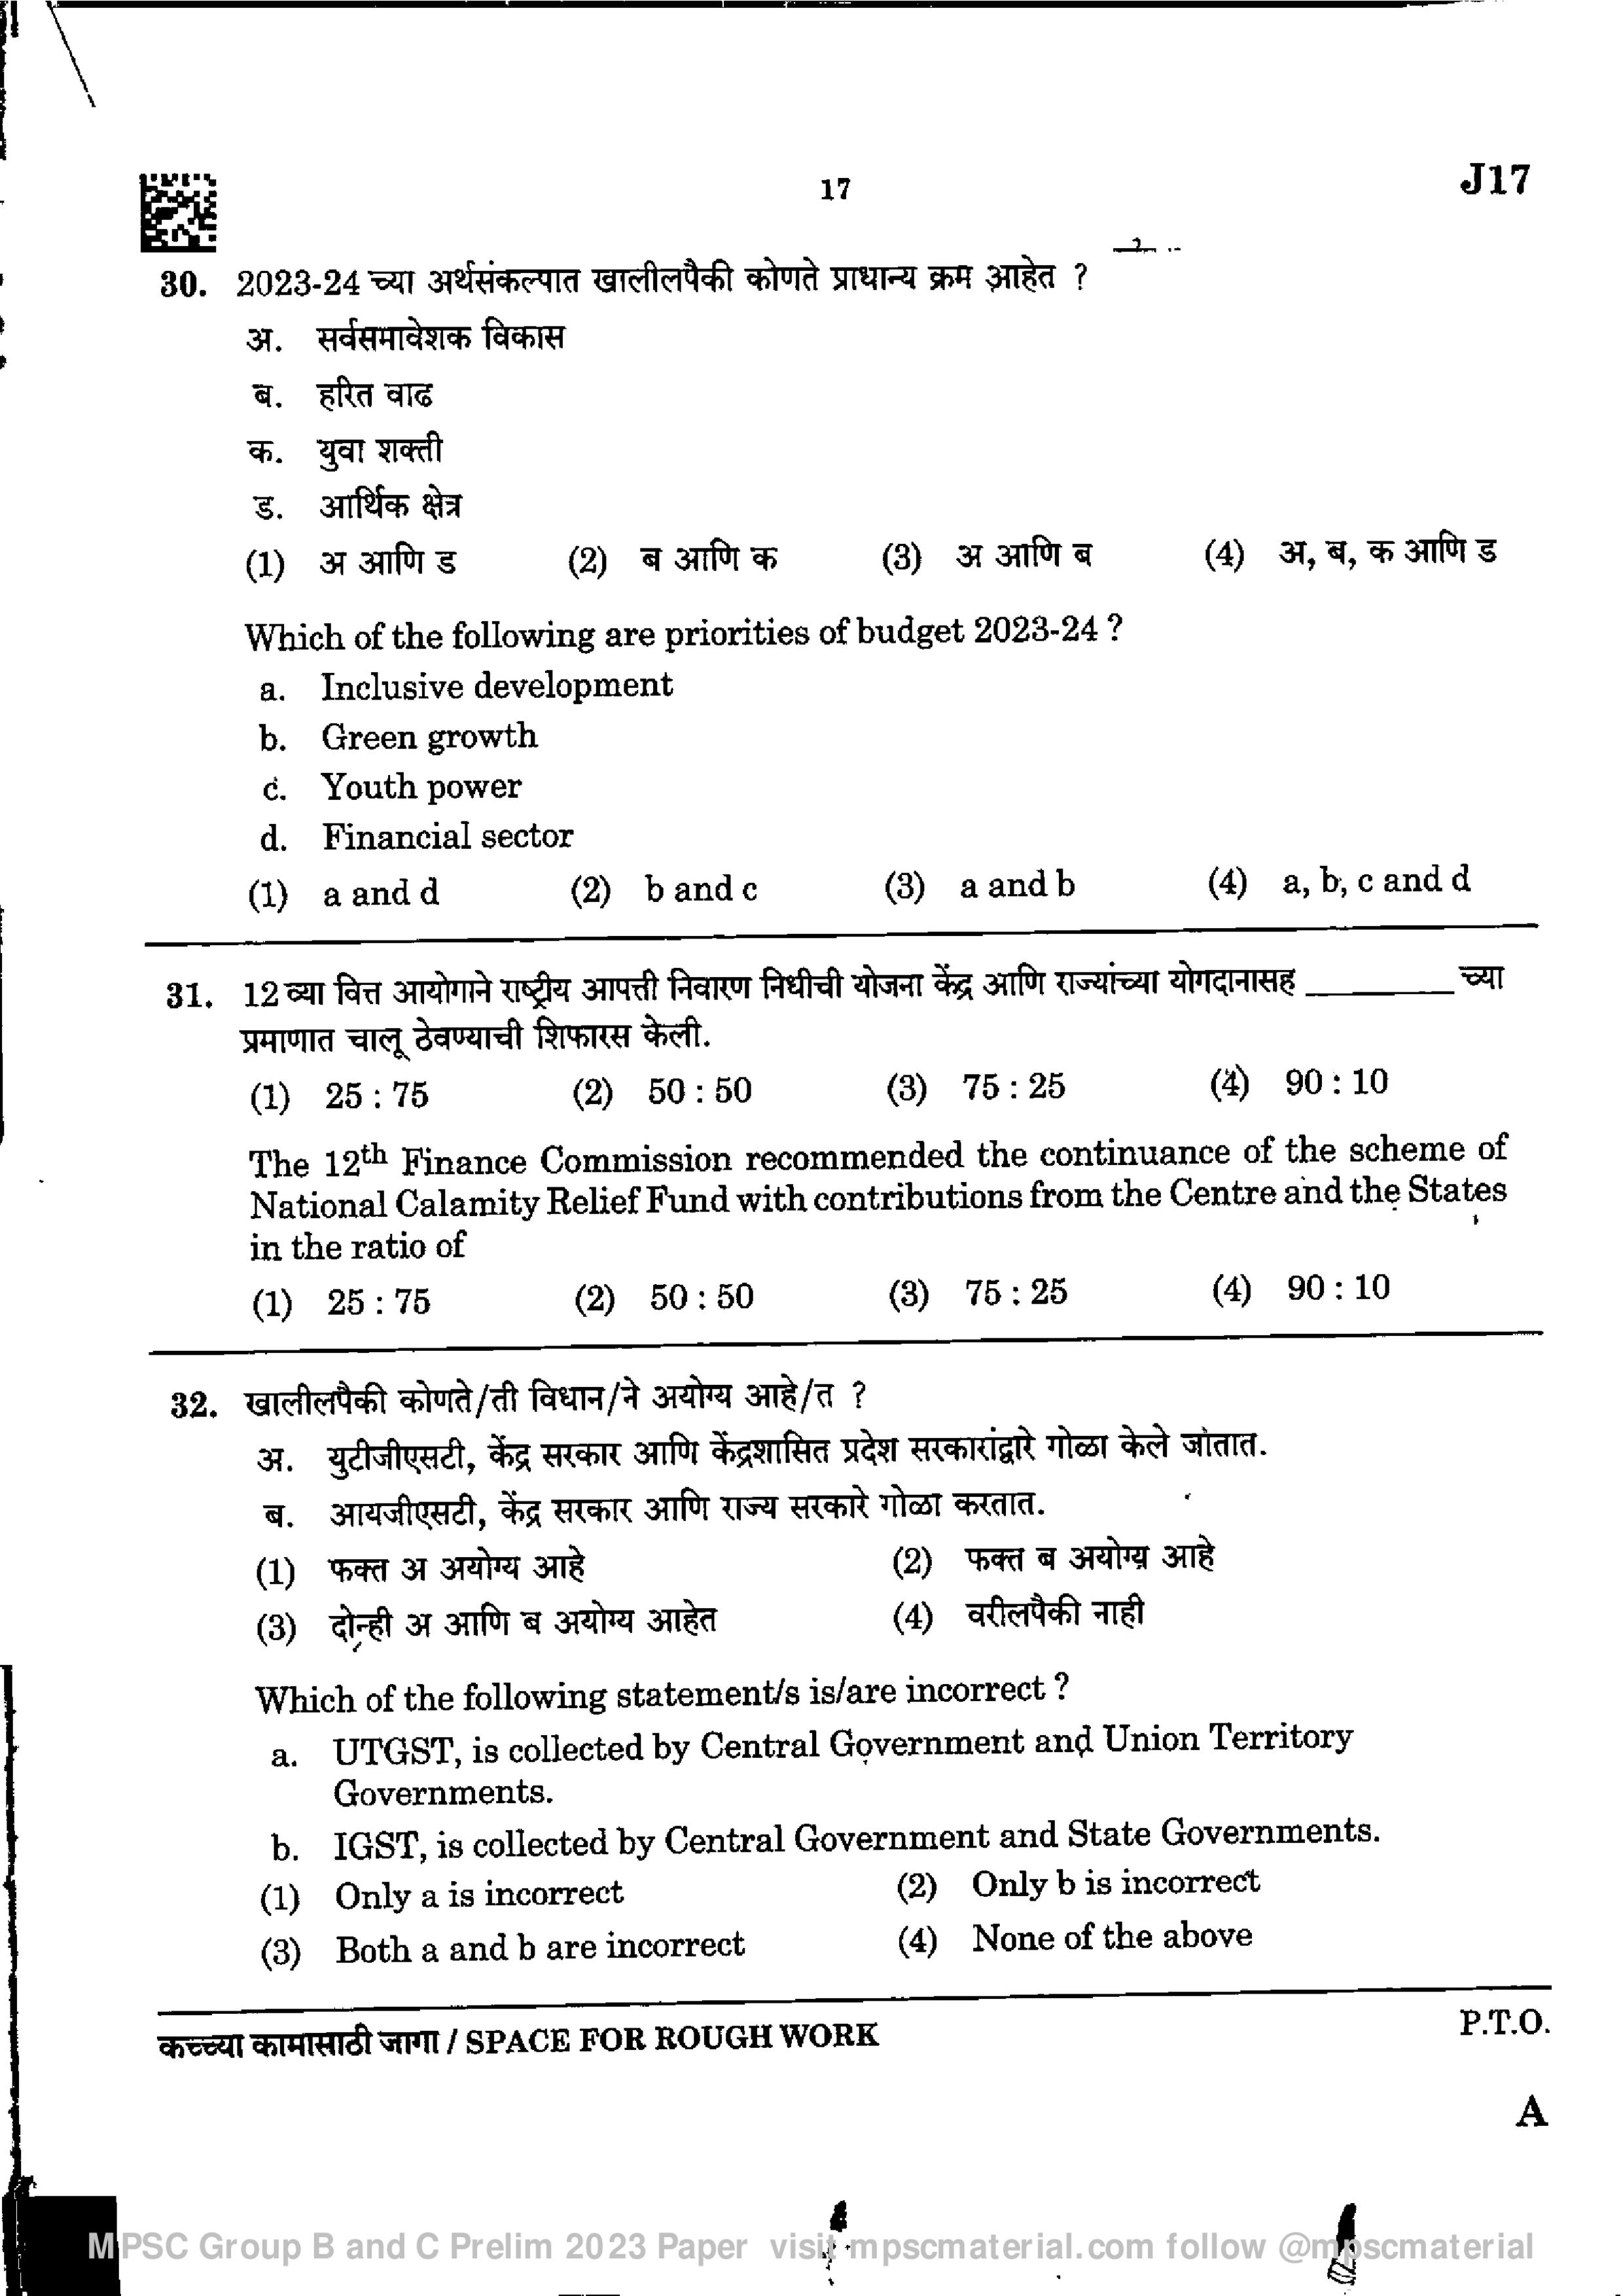 17
J17
30. 2023-24 च्या अर्थसंकल्पात खालीलपैकी कोणते प्राधान्य क्रम आहेत ?
अ. सर्वसमावेशक विकास
ब. हरित वाढ
क. युवा शक्ती
ड. आर्थिक क्षेत्र
(1) अ आणि ड (2) ब आणि क (3) अ आणि ब (4) अ, ब, क आणि ड
Which of the following are priorities of budget 2023-24 ?
a. Inclusive development
b. Green growth
c. Youth power
d. Financial sector
(1) a and d (2) b and c (3) a and b (4) a, b, c and d
31. 12 व्या वित्त आयोगाने राष्ट्रीय आपत्ती निवारण निधीची योजना केंद्र आणि राज्यांच्या योगदानासह ________ च्या
प्रमाणात चालू ठेवण्याची शिफारस केली.
(1) 25 : 75 (2) 50 : 50 (3) 75 : 25 (4) 90 : 10
The 12th Finance Commission recommended the continuance of the scheme of
National Calamity Relief Fund with contributions from the Centre and the States
in the ratio of
(1) 25 : 75 (2) 50 : 50 (3) 75 : 25 (4) 90 : 10
32. खालीलपैकी कोणते/ती विधान/ने अयोग्य आहे/त ?
अ. युटीजीएसटी, केंद्र सरकार आणि केंद्रशासित प्रदेश सरकारांद्वारे गोळा केले जातात.
ब. आयजीएसटी, केंद्र सरकार आणि राज्य सरकारे गोळा करतात.
(1) फक्त अ अयोग्य आहे (2) फक्त ब अयोग्य आहे
(3) दोन्ही अ आणि ब अयोग्य आहेत (4) वरीलपैकी नाही
Which of the following statement/s is/are incorrect ?
a. UTGST, is collected by Central Government and Union Territory
Governments.
b. IGST, is collected by Central Government and State Governments.
(1) Only a is incorrect (2) Only b is incorrect
(3) Both a and b are incorrect (4) None of the above
कच्च्या कामासाठी जागा / SPACE FOR ROUGH WORK
P.T.O.
A
MPSC Group B and C Prelim 2023 Paper visit mpscmaterial.com follow @mpscmaterial